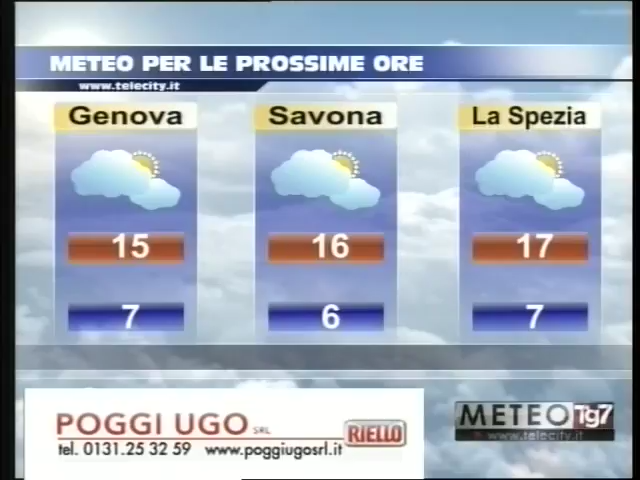 METEO PER LE PROSSIME ORE
www.telecity.it
Genova Savona La Spezia
15 16 17
7 6 7
POGGI UGO SRL RIELLO
tel. 0131.25 32 59 www.poggiugosrl.it
METEO Tg7
www.telecity.it